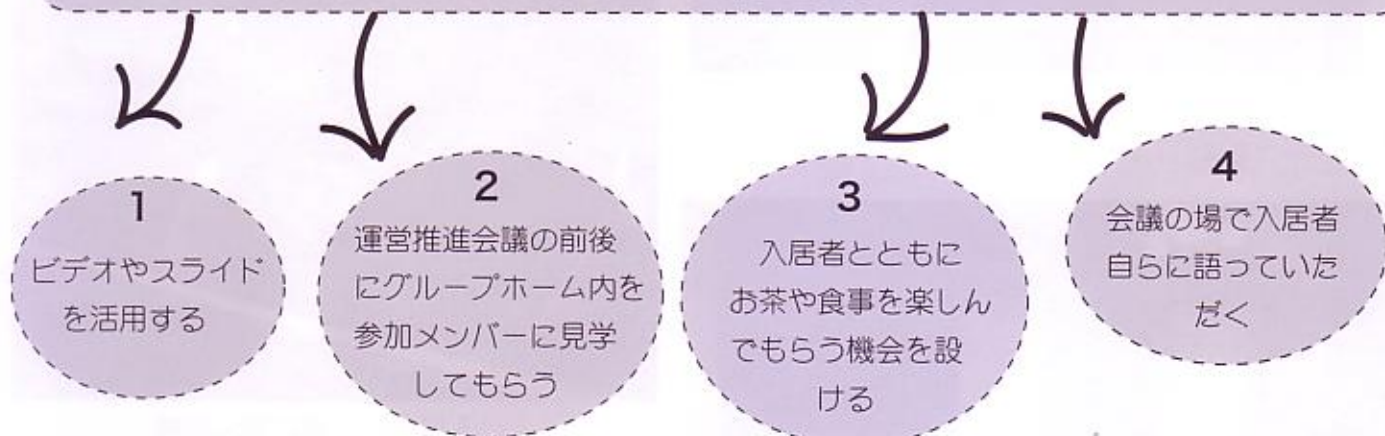 1
ビデオやスライド
を活用する
2
運営推進会議の前後
にグループホーム内を
参加メンバーに見学
してもらう
3
入居者とともに
お茶や食事を楽しん
でもらう機会を設
ける
4
会議の場で入居者
自らに語っていた
だく